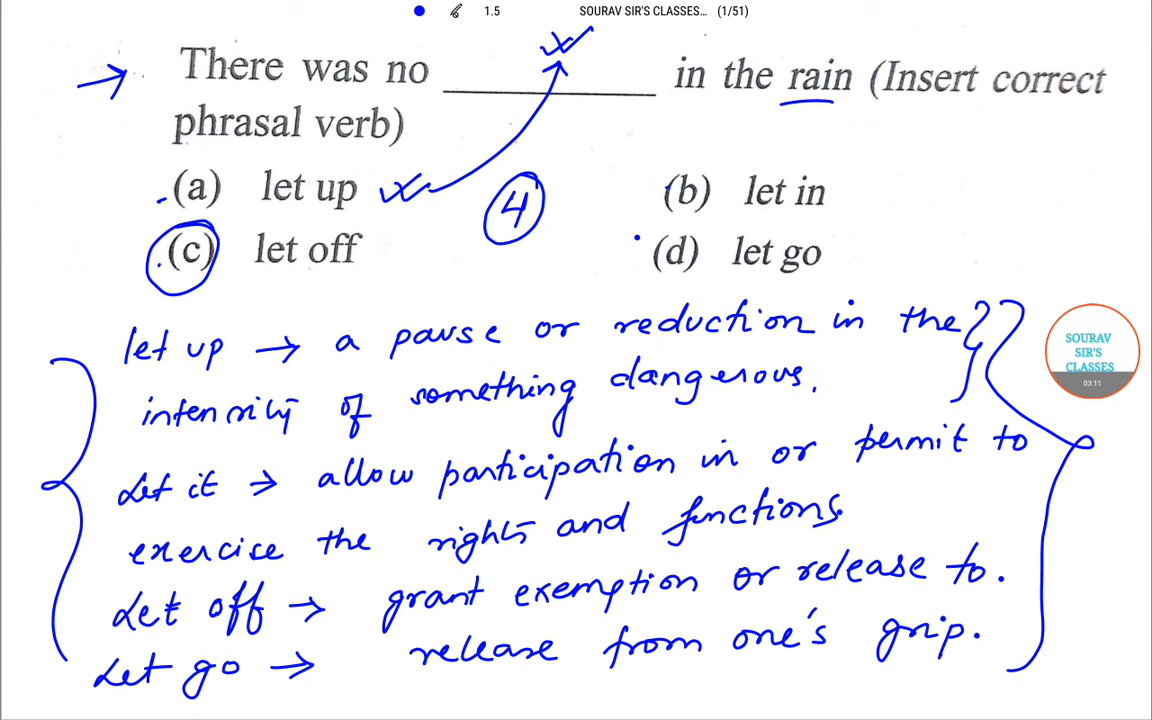 1.5 SOURAV SIR'S CLASSES... (1/51)
There was no ____________ in the rain (Insert correct
phrasal verb)
(a) let up (b) let in
4
(c) let off (d) let go
let up → a pause or reduction in the
intensity of something dangerous.
SOURAV
SIR'S
CLASSES
03:11
Let it → allow participation in or permit to
exercise the rights and functions.
Let off → grant exemption or release to.
Let go → release from one's grip.